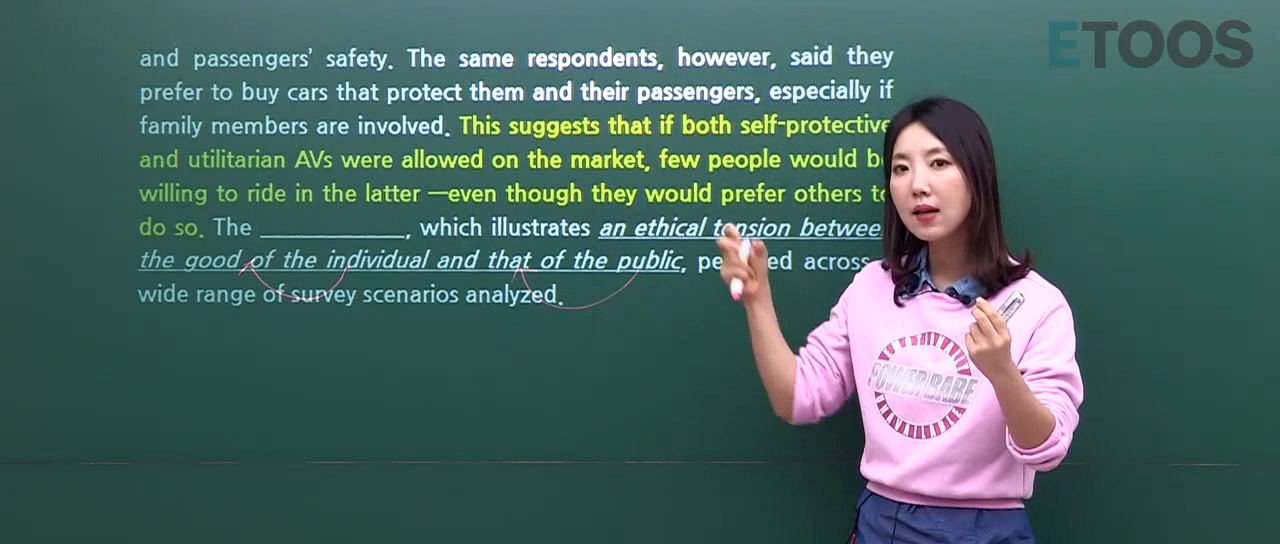 ETOOS
and passengers' safety. The same respondents, however, said they
prefer to buy cars that protect them and their passengers, especially if
family members are involved. This suggests that if both self-protective
and utilitarian AVs were allowed on the market, few people would
willing to ride in the latter —even though they would prefer others
do so. The ____________, which illustrates an ethical tension
the good of the individual and that of the public, across
wide range of survey scenarios analyzed.
POWER BABE